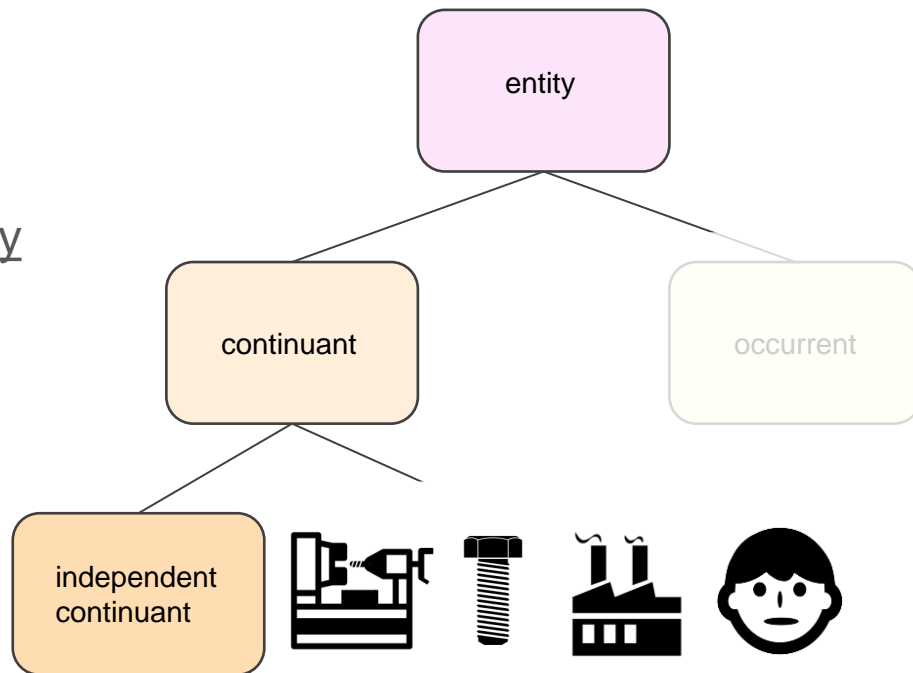 entity
y
continuant
occurrent
independent
continuant